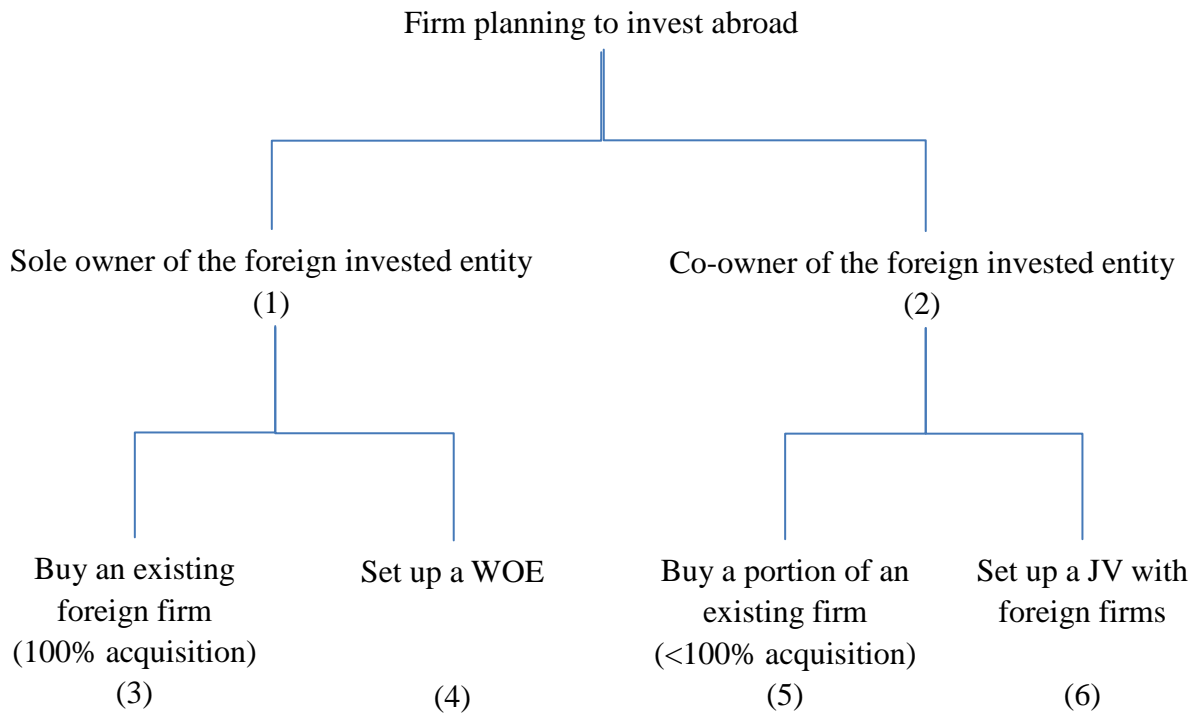 Firm planning to invest abroad
Sole owner of the foreign invested entity
(1)
Co-owner of the foreign invested entity
(2)
Buy an existing
foreign firm
(100% acquisition)
(3)
Set up a WOE
(4)
Buy a portion of an
existing firm
(<100% acquisition)
(5)
Set up a JV with
foreign firms
(6)